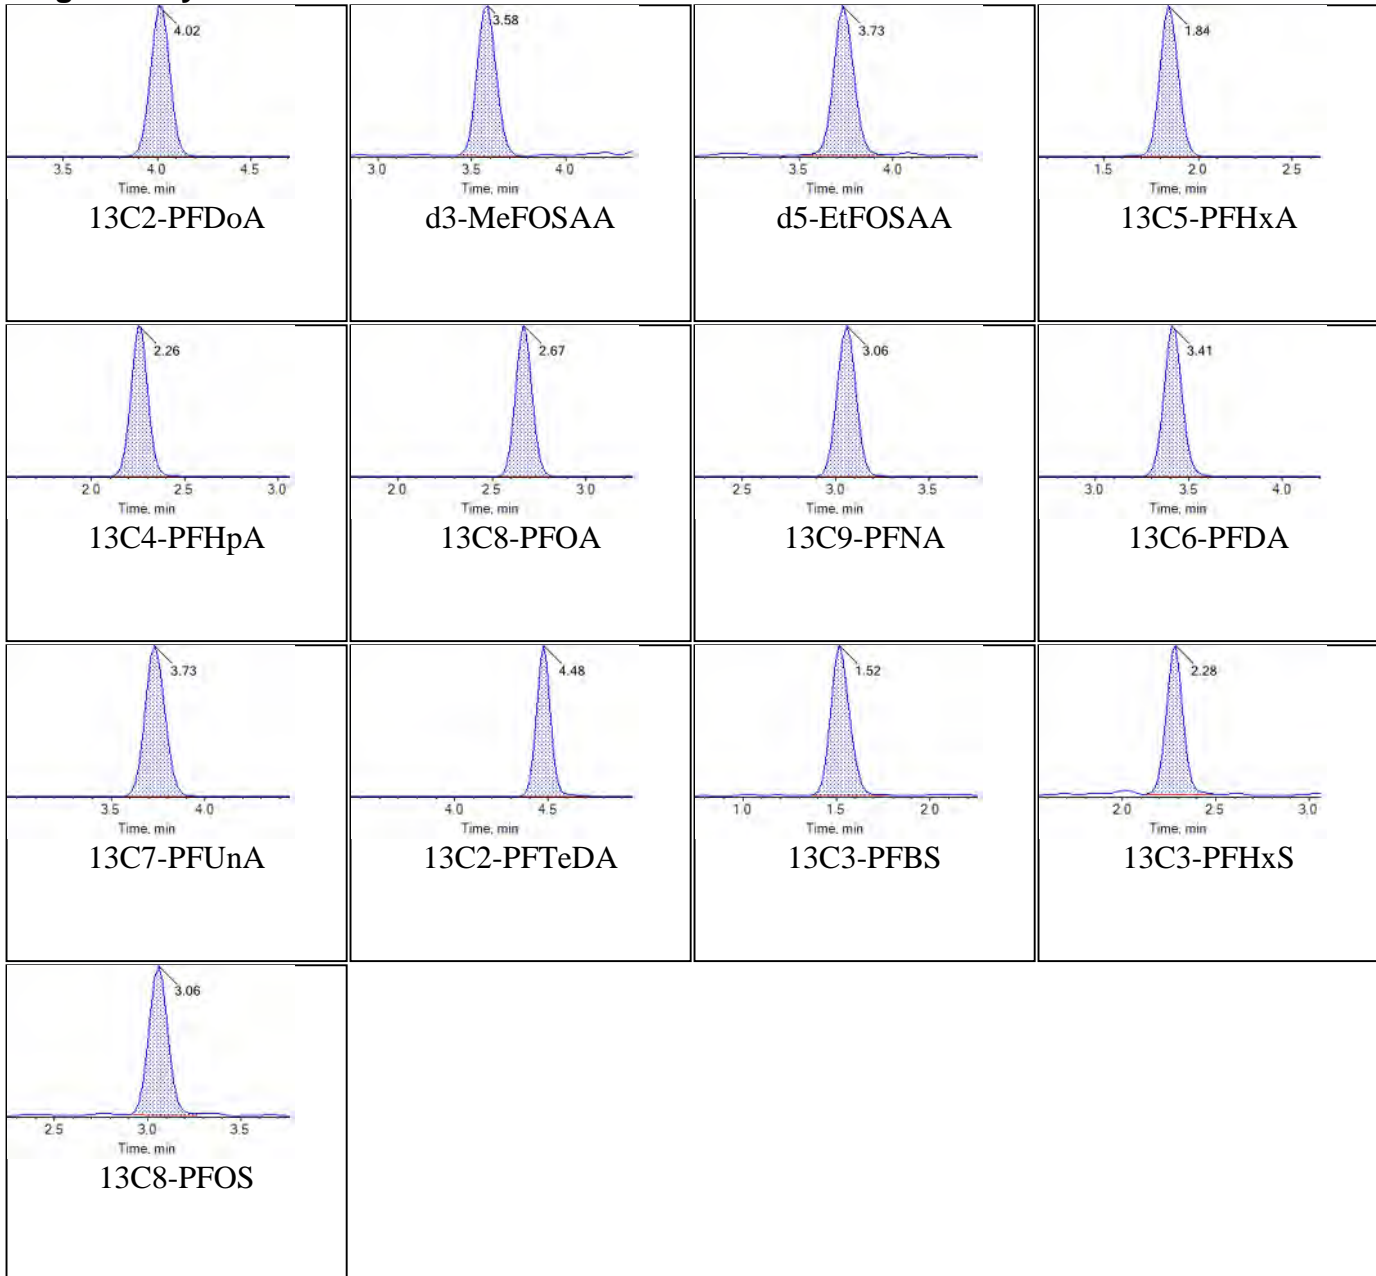 4.02
3.5 4.0 4.5
Time, min
13C2-PFDoA
3.58
3.0 3.5 4.0
Time, min
d3-MeFOSAA
3.73
3.5 4.0
Time, min
d5-EtFOSAA
1.84
1.5 2.0 2.5
Time, min
13C5-PFHxA
2.26
2.0 2.5 3.0
Time, min
13C4-PFHpA
2.67
2.0 2.5 3.0
Time, min
13C8-PFOA
3.06
2.5 3.0 3.5
Time, min
13C9-PFNA
3.41
3.0 3.5 4.0
Time, min
13C6-PFDA
3.73
3.5 4.0
Time, min
13C7-PFUnA
4.48
4.0 4.5
Time, min
13C2-PFTeDA
1.52
1.0 1.5 2.0
Time, min
13C3-PFBS
2.28
2.0 2.5 3.0
Time, min
13C3-PFHxS
3.06
2.5 3.0 3.5
Time, min
13C8-PFOS